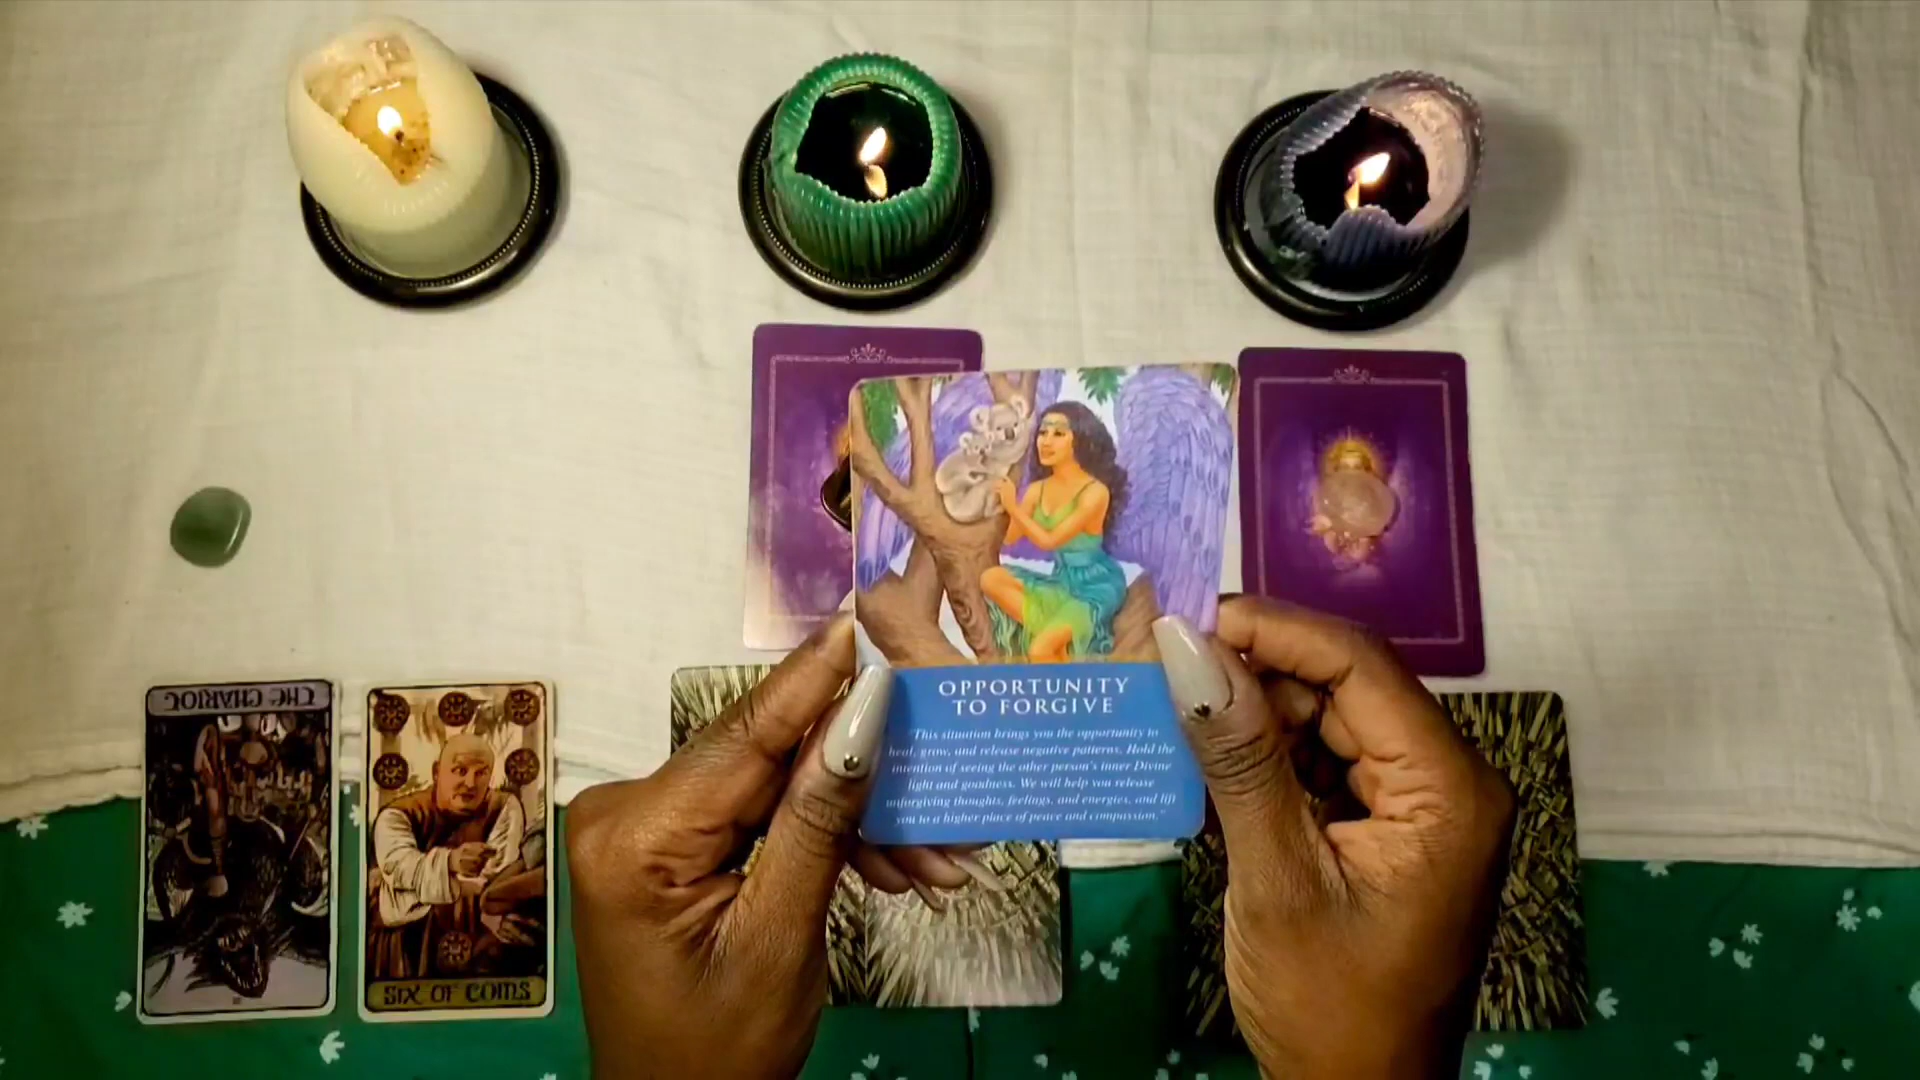 OPPORTUNITY
TO FORGIVE
"This situation brings you the opportunity to
heal, grow, and release negative patterns. Hold the
intention of seeing the other person's inner Divine
light and goodness. We will help you release
unforgiving thoughts, feelings, and energies, and lift
you to a higher place of peace and compassion."
THE CHARIOT
SIX OF COINS